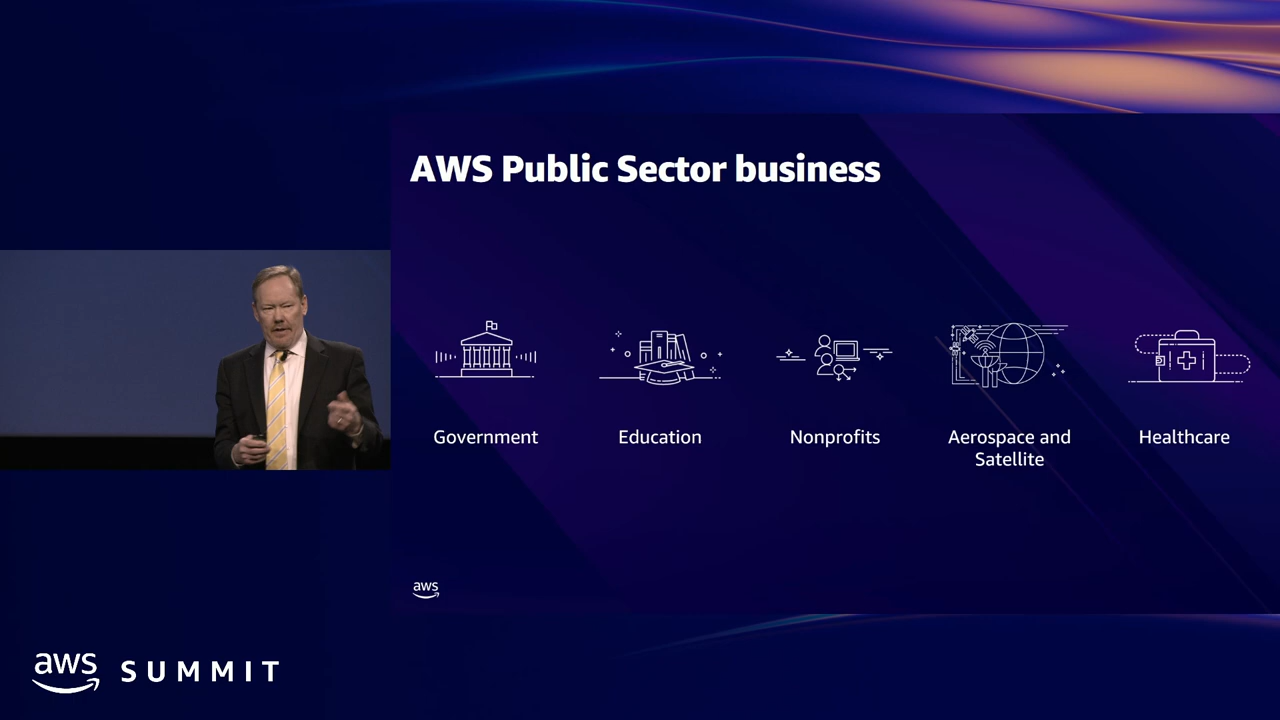 AWS Public Sector business
Government
Education
Nonprofits
Aerospace and
Satellite
Healthcare
aws
aws SUMMIT